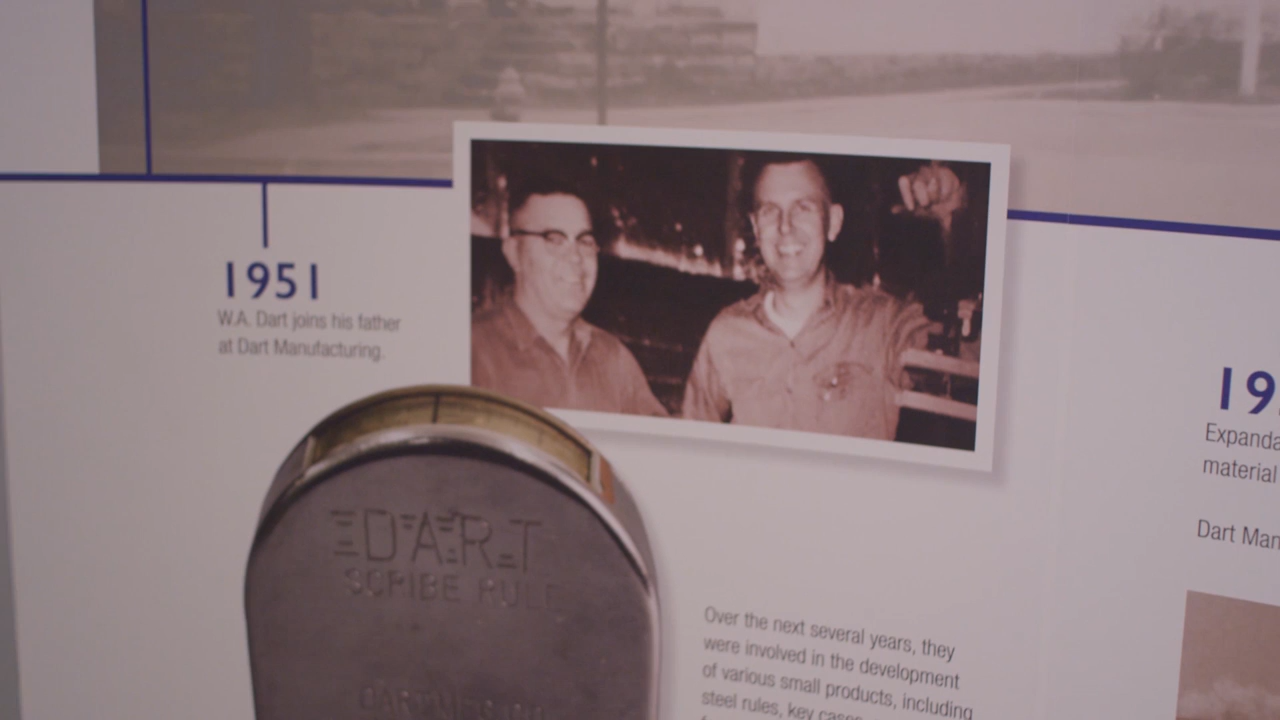 1951
W.A. Dart joins his father
at Dart Manufacturing.
DART
SCRIBE RULE
Over the next several years, they
were involved in the development
of various small products, including
steel rules, key cases
19
Expanda
material
Dart Man